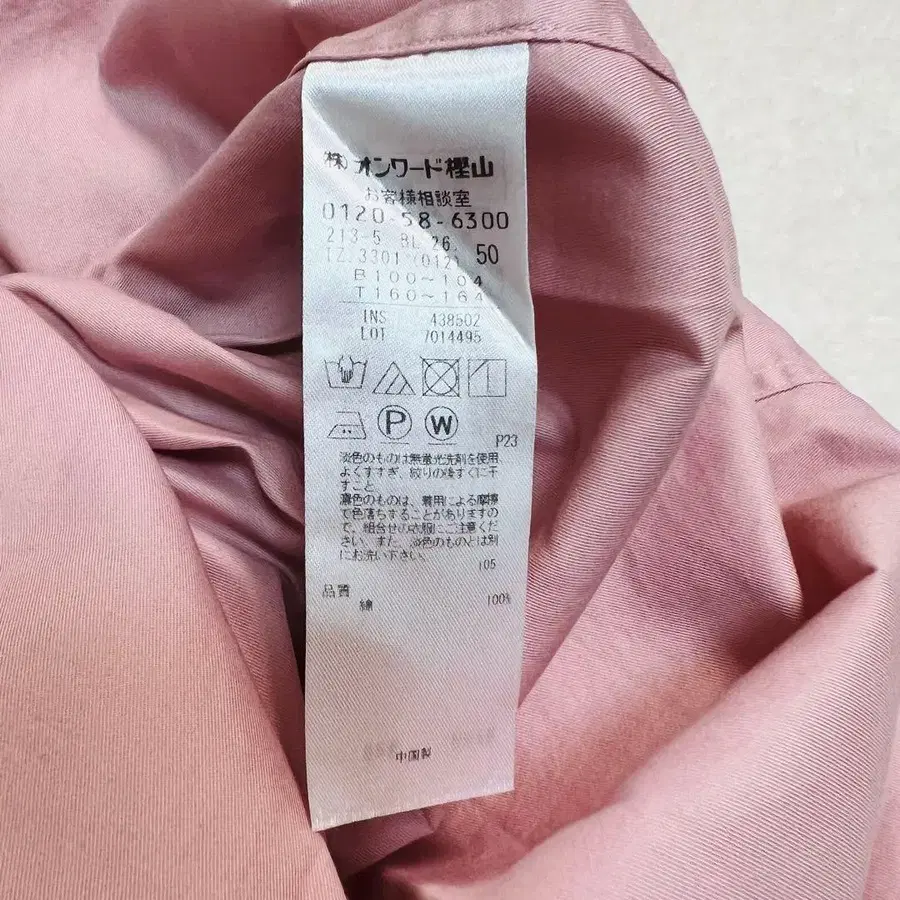 (株)オンワード樫山
お客様相談室
0120-58-6300
213-5 BL 26. 50
IZ.3301 (012)
B100~104
T160~164
INS 438502
LOT 7014495
P W
P23
淡色のものは無蛍光洗剤を使用
よくすすぎ、絞りの後すぐに干
すこと。
濃色のものは、着用による摩擦
で色落ちすることがありますの
で、組合せの衣服にご注意くだ
さい。また、淡色のものとは別
にお洗い下さい。
105
品質
綿 100%
中国製